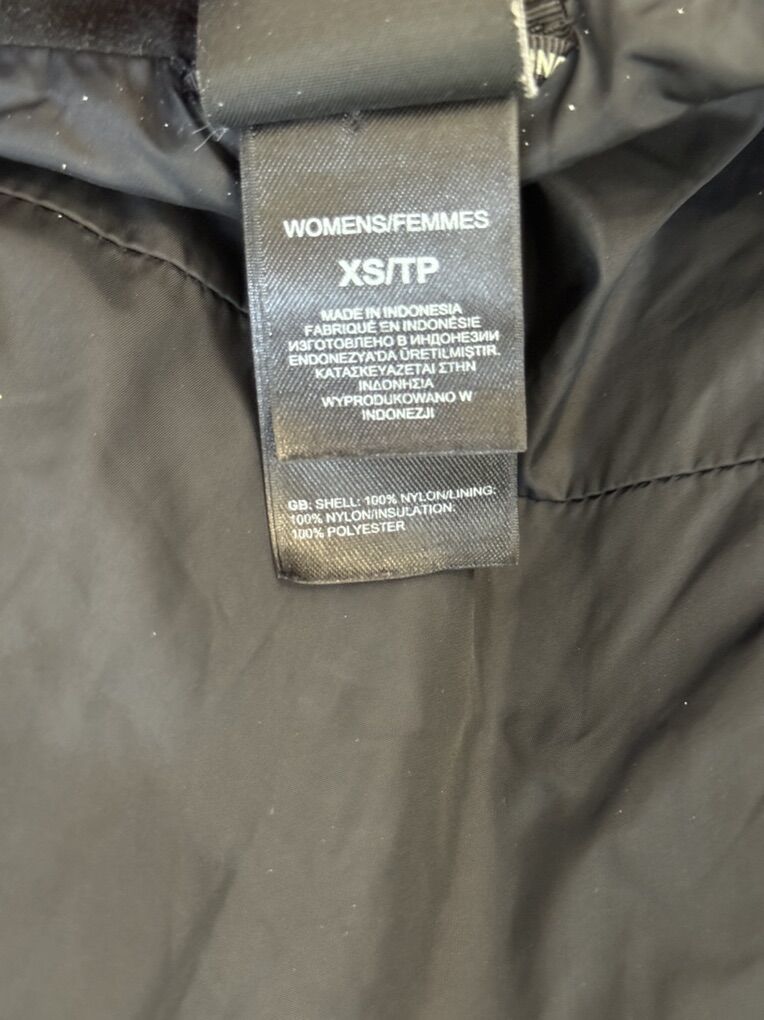 WOMENS/FEMMES
XS/TP
MADE IN INDONESIA
FABRIQUÉ EN INDONÉSIE
ИЗГОТОВЛЕНО В ИНДОНЕЗИИ
ENDONEZYA'DA ÜRETILMIŞTIR.
ΚΑΤΑΣΚΕΥΑΖΕΤΑΙ ΣΤΗΝ
ΙΝΔΟΝΗΣΙΑ
WYPRODUKOWANO W
INDONEZJI
GB: SHELL: 100% NYLON/LINING:
100% NYLON/INSULATION:
100% POLYESTER